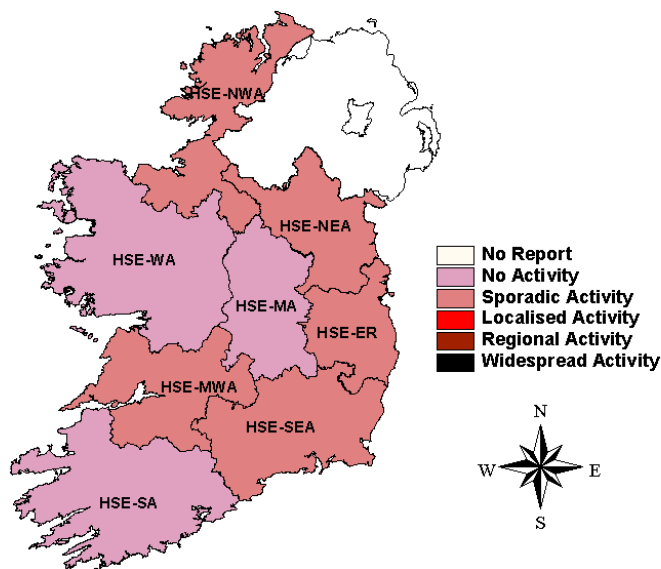 HSE-NWA
HSE-NEA
HSE-WA
HSE-MA
HSE-ER
HSE-MWA
HSE-SEA
HSE-SA
No Report
No Activity
Sporadic Activity
Localised Activity
Regional Activity
Widespread Activity
N
W E
S